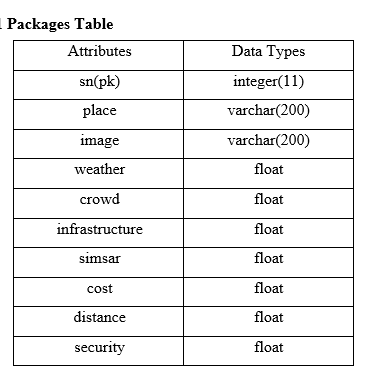 1 Packages Table
Attributes Data Types
sn(pk) integer(11)
place varchar(200)
image varchar(200)
weather float
crowd float
infrastructure float
simsar float
cost float
distance float
security float